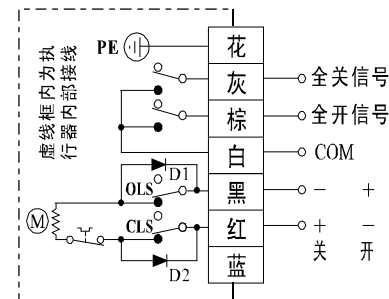 虚线框内为执
行器内部接线
PE
花
灰
全关信号
棕
全开信号
白
COM
D1
OLS
黑
− +
M
CLS
红
+ −
关 开
D2
蓝